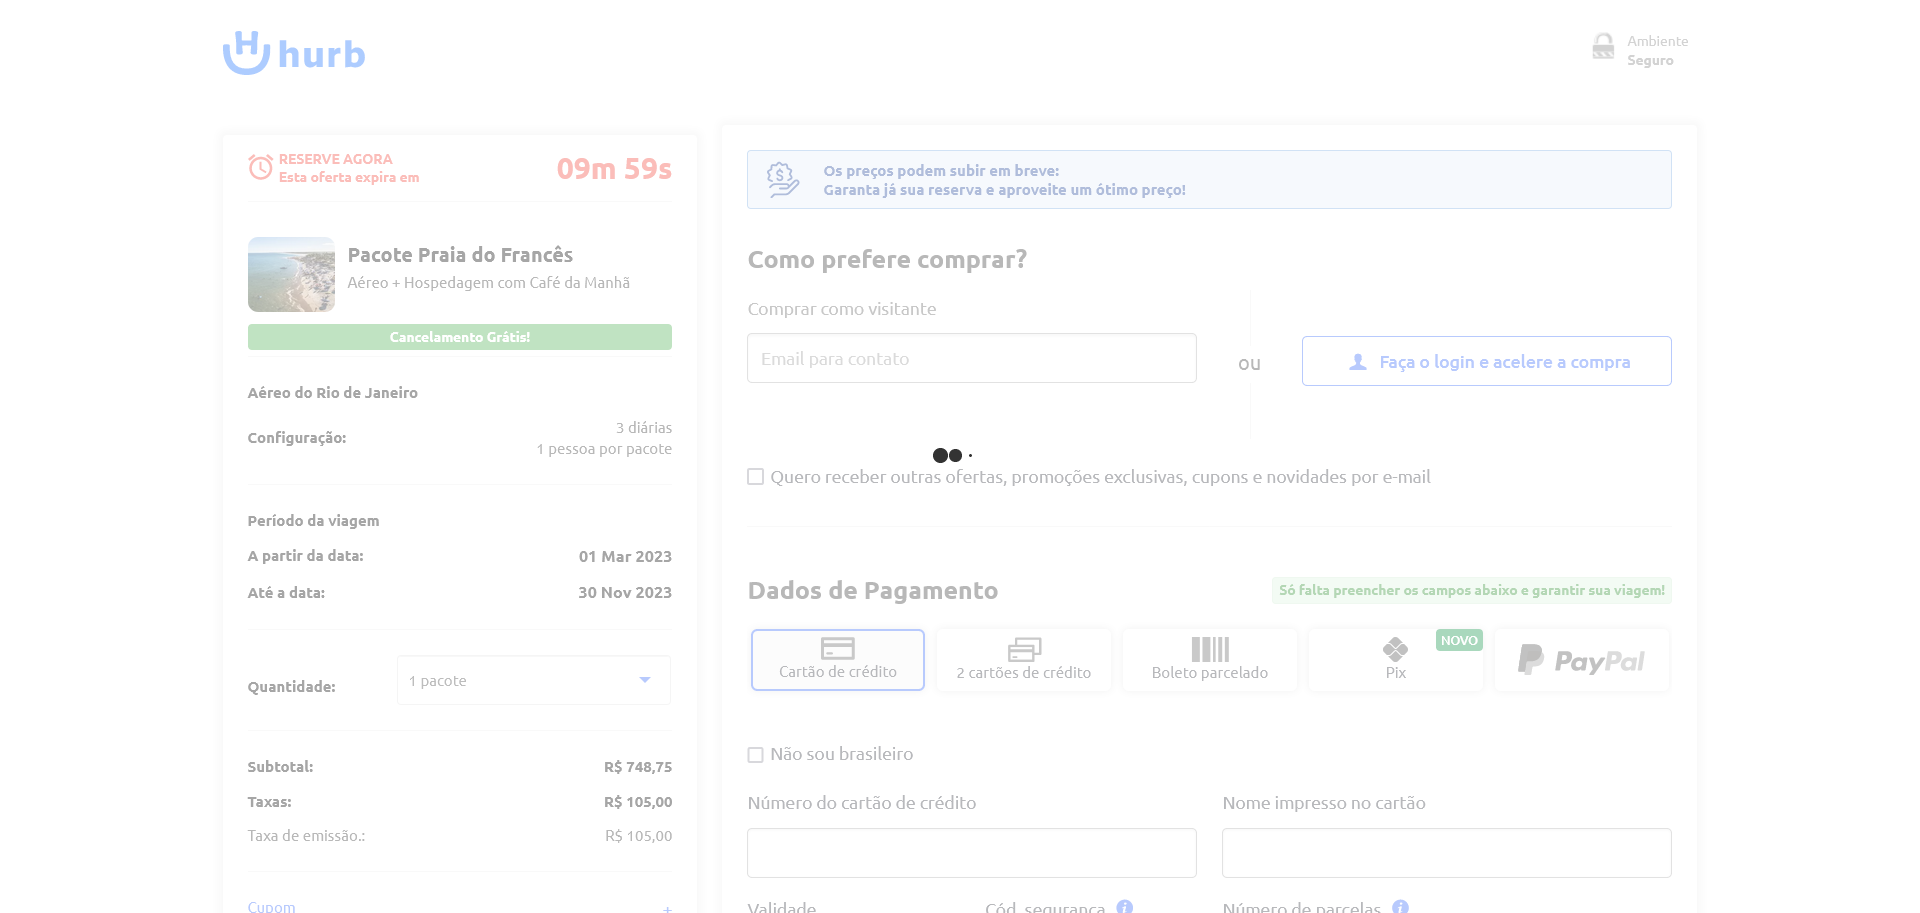 hurb
Ambiente
Seguro
RESERVE AGORA
Esta oferta expira em
09m 59s
Pacote Praia do Francês
Aéreo + Hospedagem com Café da Manhã
Cancelamento Grátis!
Aéreo do Rio de Janeiro
Configuração:
3 diárias
1 pessoa por pacote
Período da viagem
A partir da data: 01 Mar 2023
Até a data: 30 Nov 2023
Quantidade: 1 pacote
Subtotal: R$ 748,75
Taxas: R$ 105,00
Taxa de emissão.: R$ 105,00
Cupom +
Os preços podem subir em breve:
Garanta já sua reserva e aproveite um ótimo preço!
Como prefere comprar?
Comprar como visitante
Email para contato
ou
Faça o login e acelere a compra
Quero receber outras ofertas, promoções exclusivas, cupons e novidades por e-mail
Dados de Pagamento
Só falta preencher os campos abaixo e garantir sua viagem!
Cartão de crédito
2 cartões de crédito
Boleto parcelado
NOVO
Pix
PayPal
Não sou brasileiro
Número do cartão de crédito
Nome impresso no cartão
Validade
Cód. segurança
Número de parcelas